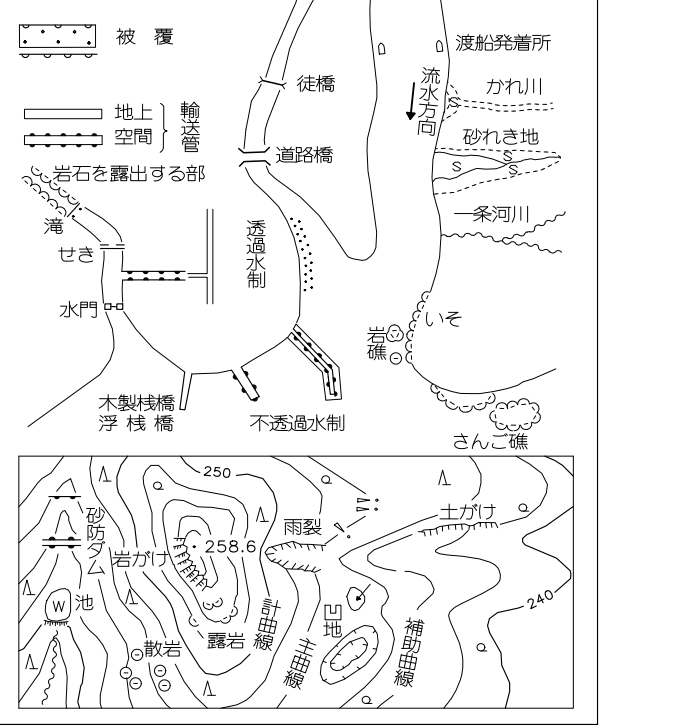 被 覆
渡船発着所
徒橋
流水方向
かれ川
地上
空間
輸送管
砂れき地
道路橋
岩石を露出する部
一条河川
滝
透過水制
せき
水門
いそ
岩礁
木製桟橋
浮桟橋
不透過水制
さんご礁
250
砂防ダム
土がけ
雨裂
258.6
岩がけ
W
池
計曲線
凹地
240
補助曲線
露岩
主曲線
散岩